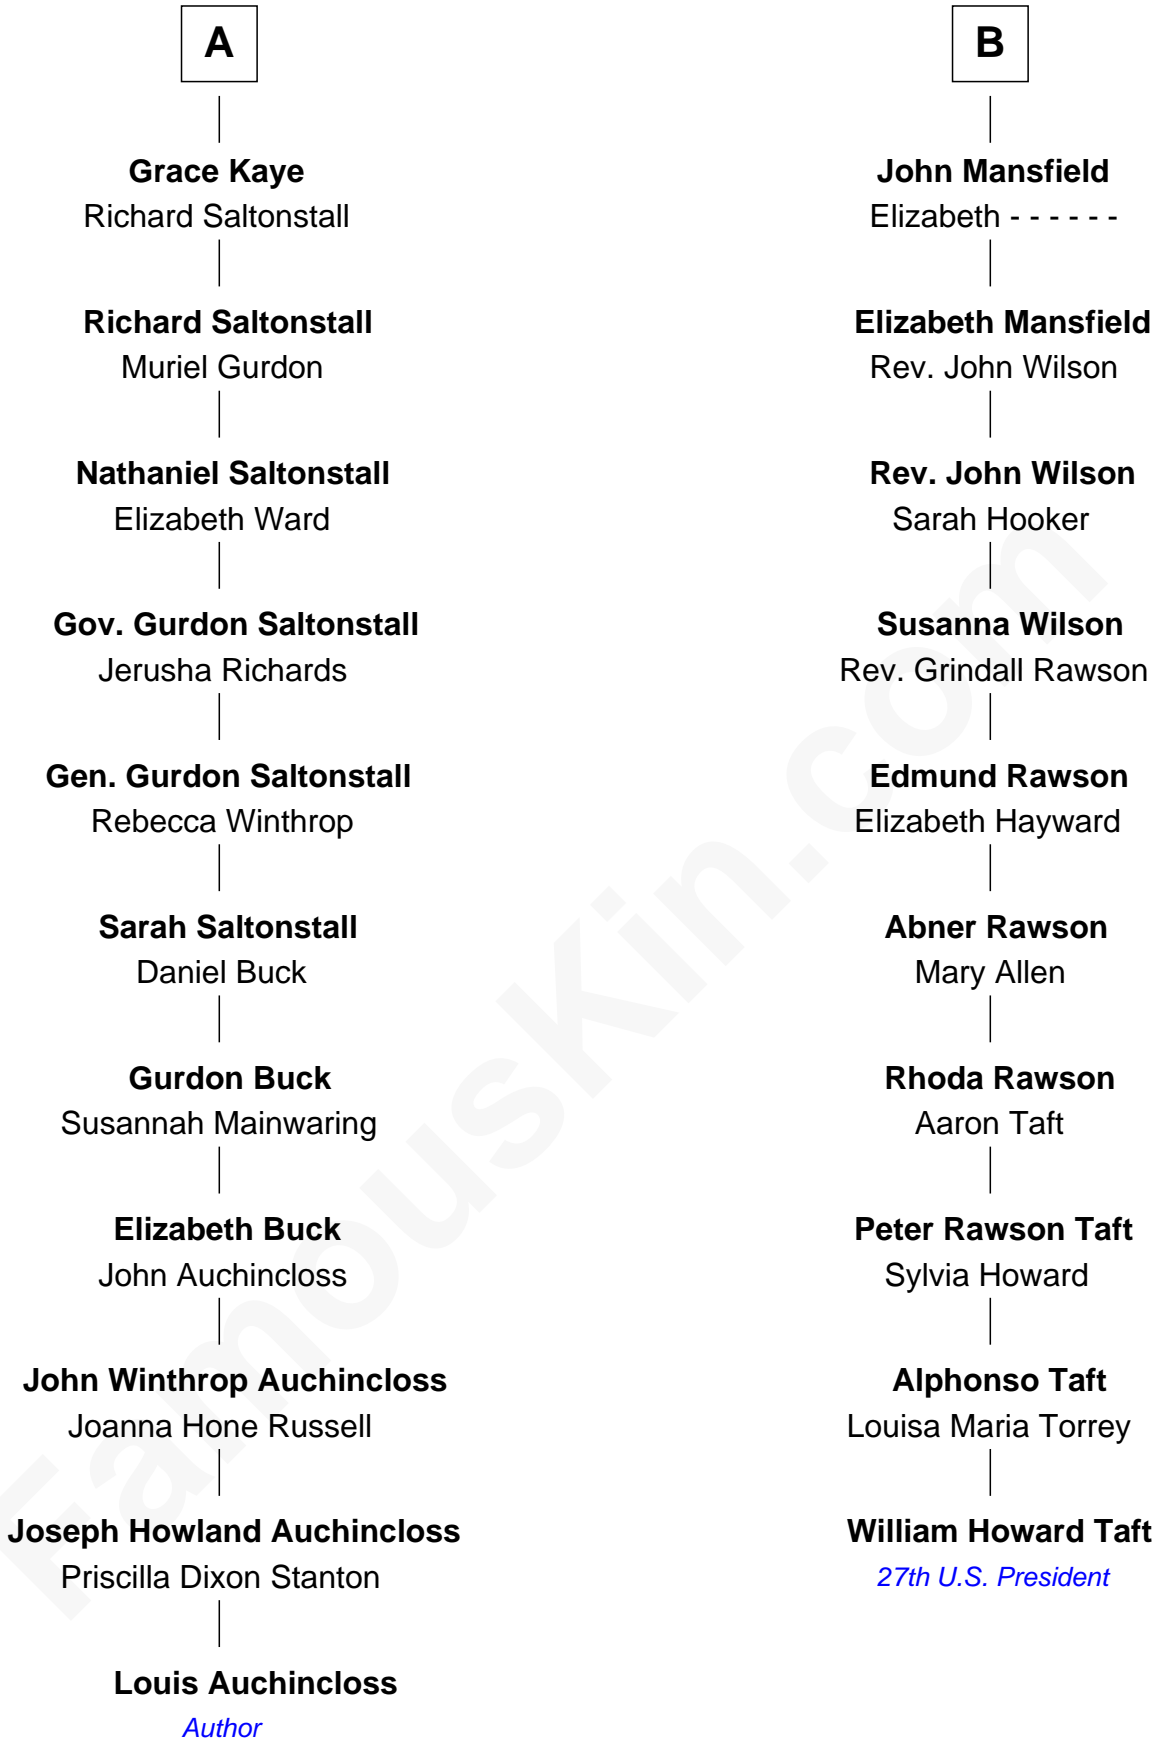 A
Grace Kaye
Richard Saltonstall
Richard Saltonstall
Muriel Gurdon
Nathaniel Saltonstall
Elizabeth Ward
Gov. Gurdon Saltonstall
Jerusha Richards
Gen. Gurdon Saltonstall
Rebecca Winthrop
Sarah Saltonstall
Daniel Buck
Gurdon Buck
Susannah Mainwaring
Elizabeth Buck
John Auchincloss
John Winthrop Auchincloss
Joanna Hone Russell
Joseph Howland Auchincloss
Priscilla Dixon Stanton
Louis Auchincloss
Author
B
John Mansfield
Elizabeth - - - - - -
Elizabeth Mansfield
Rev. John Wilson
Rev. John Wilson
Sarah Hooker
Susanna Wilson
Rev. Grindall Rawson
Edmund Rawson
Elizabeth Hayward
Abner Rawson
Mary Allen
Rhoda Rawson
Aaron Taft
Peter Rawson Taft
Sylvia Howard
Alphonso Taft
Louisa Maria Torrey
William Howard Taft
27th U.S. President
FamousKin.com